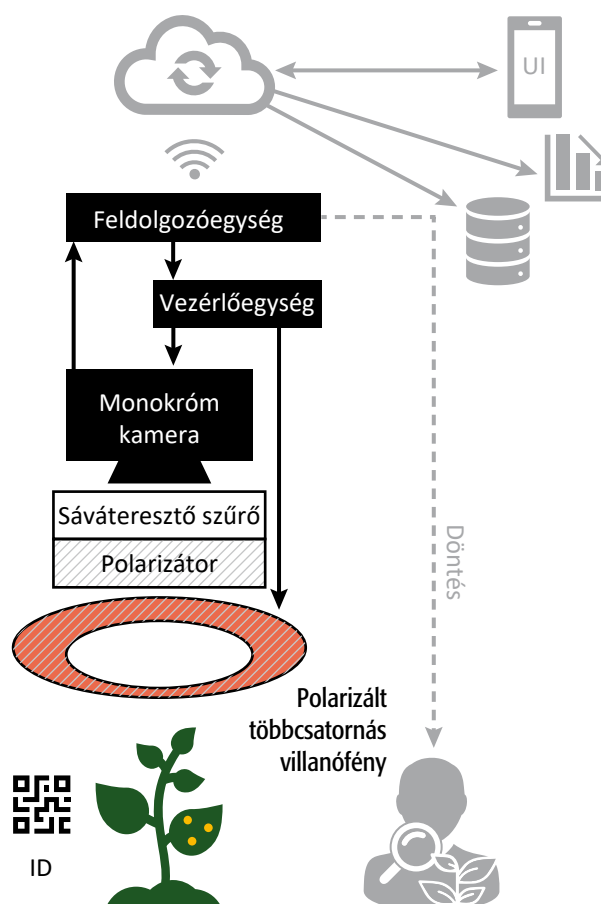 UI
Feldolgozóegység
Vezérlőegység
Monokróm
kamera
Sáváteresztő szűrő
Polarizátor
Döntés
Polarizált
többcsatornás
villanófény
ID